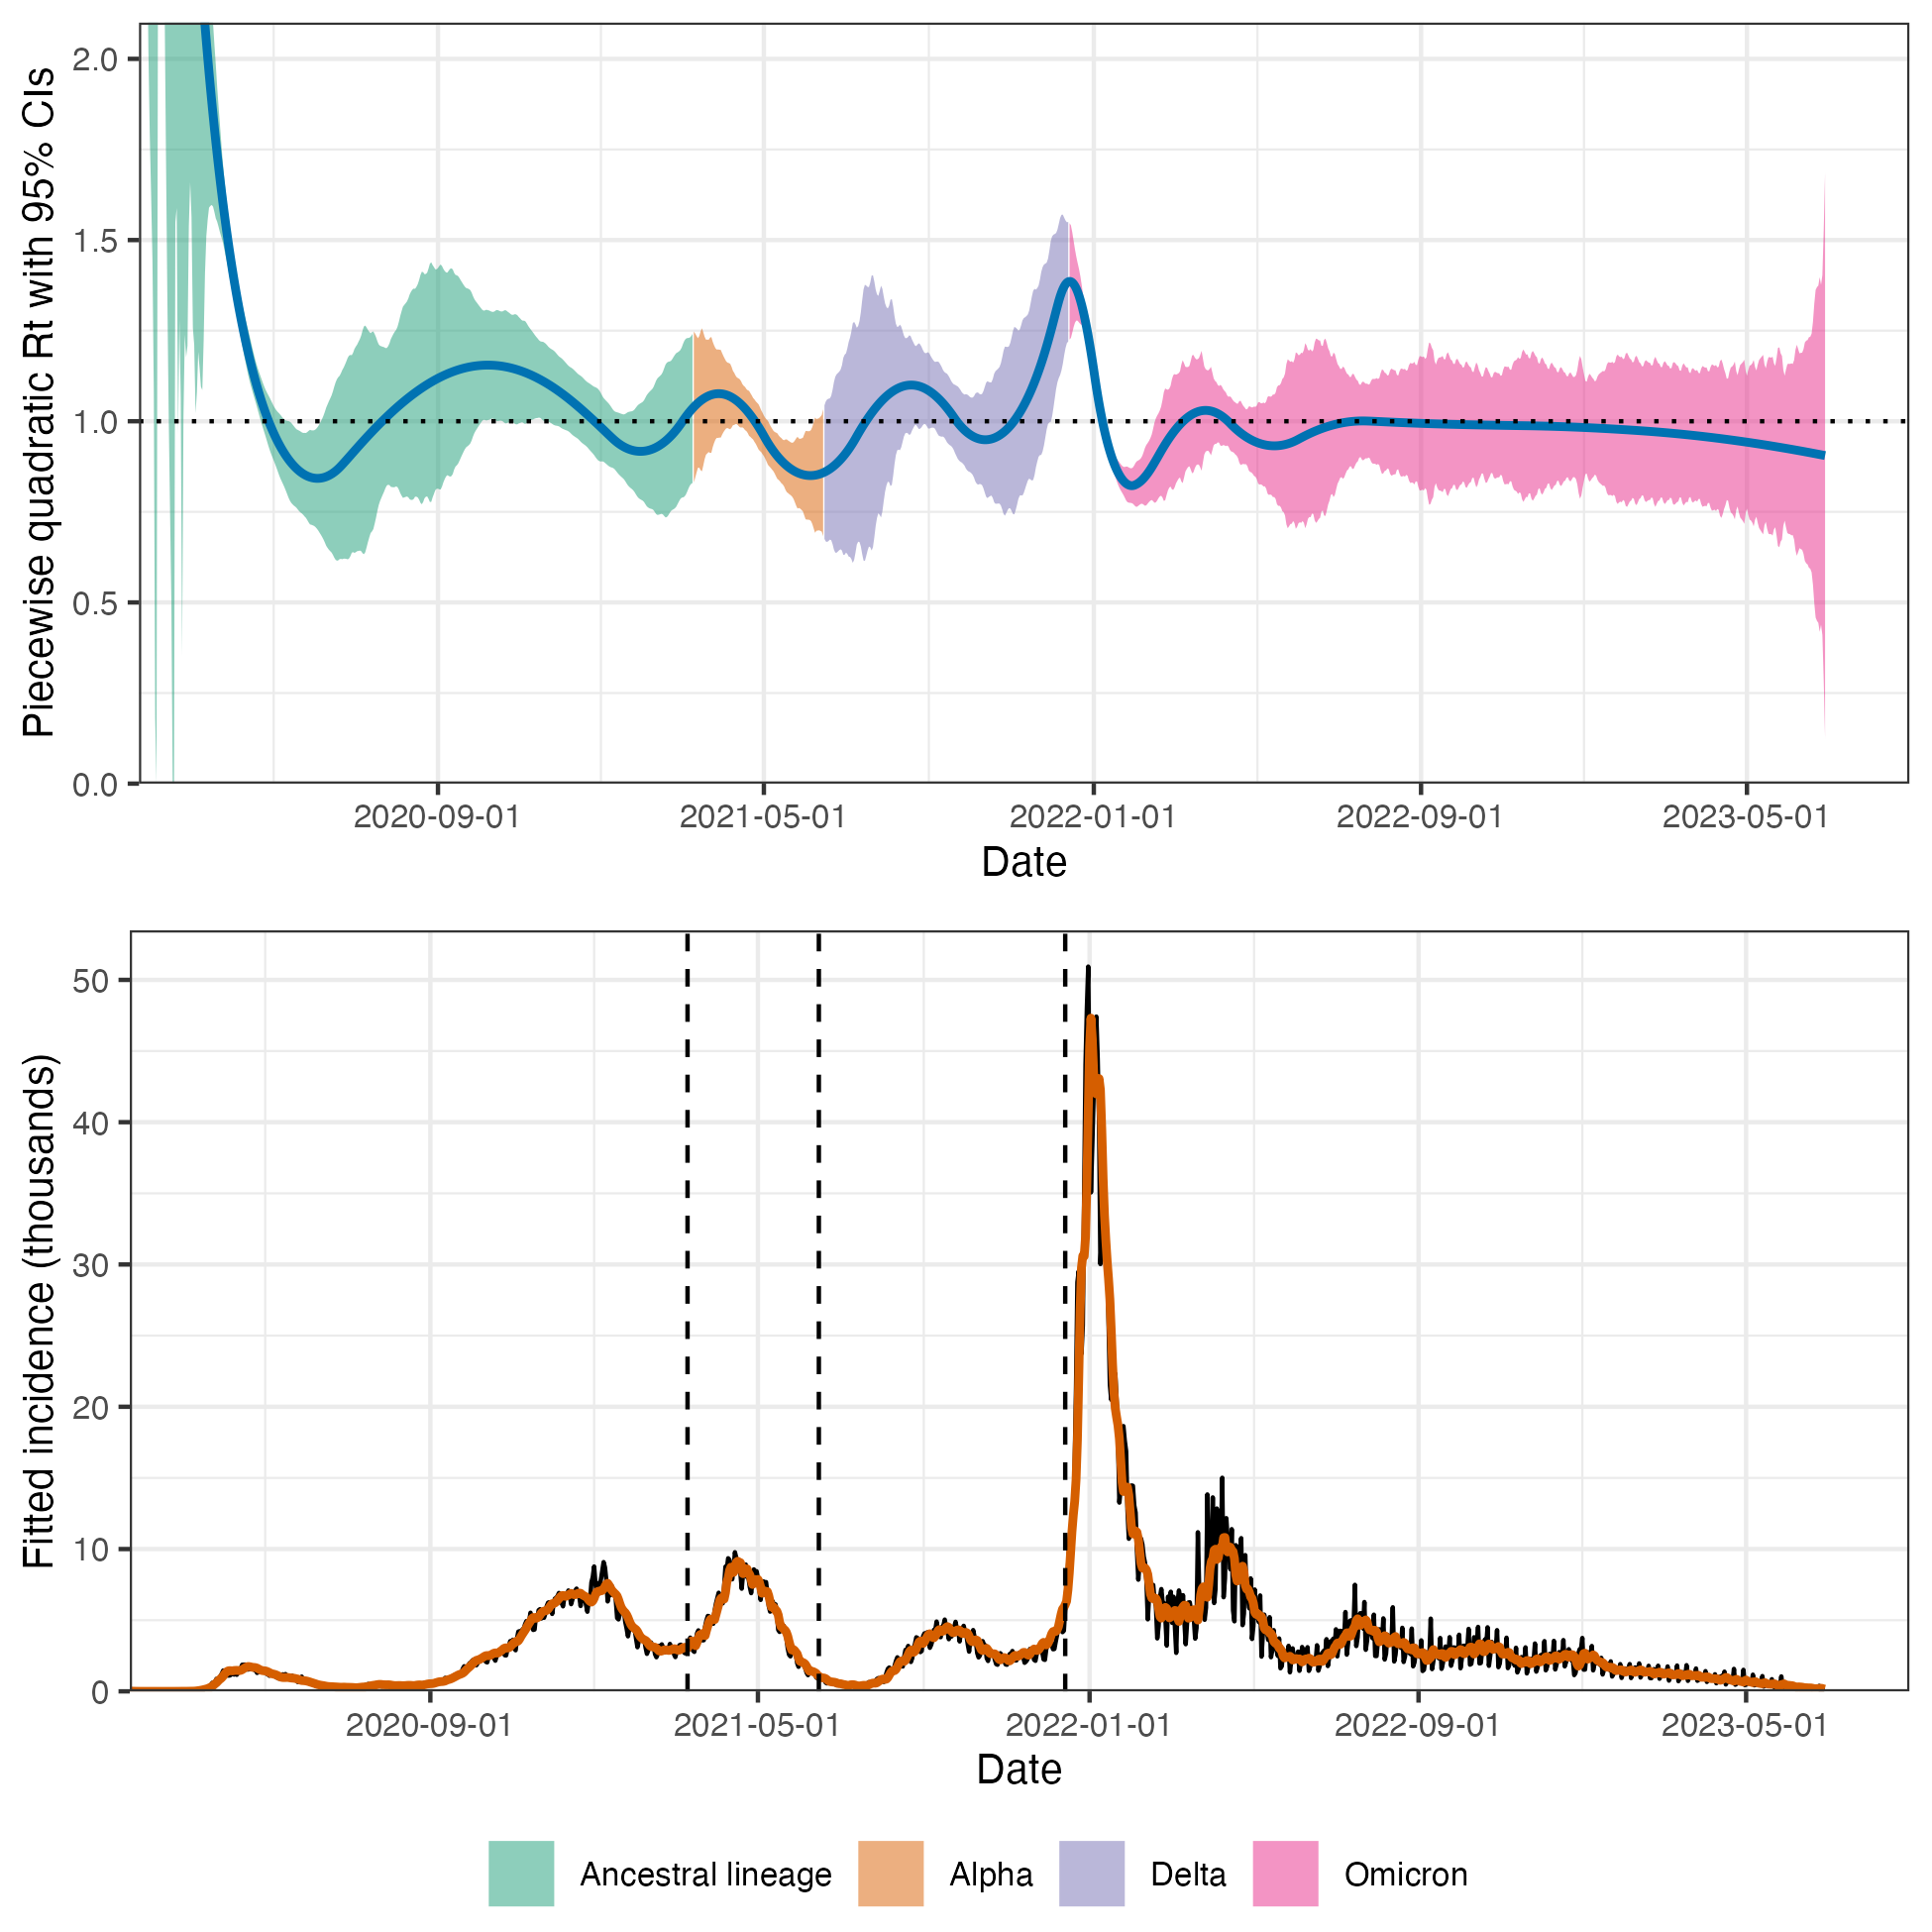 Piecewise quadratic Rt with 95% CIs
2.0
1.5
1.0
0.5
0.0
2020-09-01 2021-05-01 2022-01-01 2022-09-01 2023-05-01
Date
Fitted incidence (thousands)
50
40
30
20
10
0
2020-09-01 2021-05-01 2022-01-01 2022-09-01 2023-05-01
Date
Ancestral lineage Alpha Delta Omicron